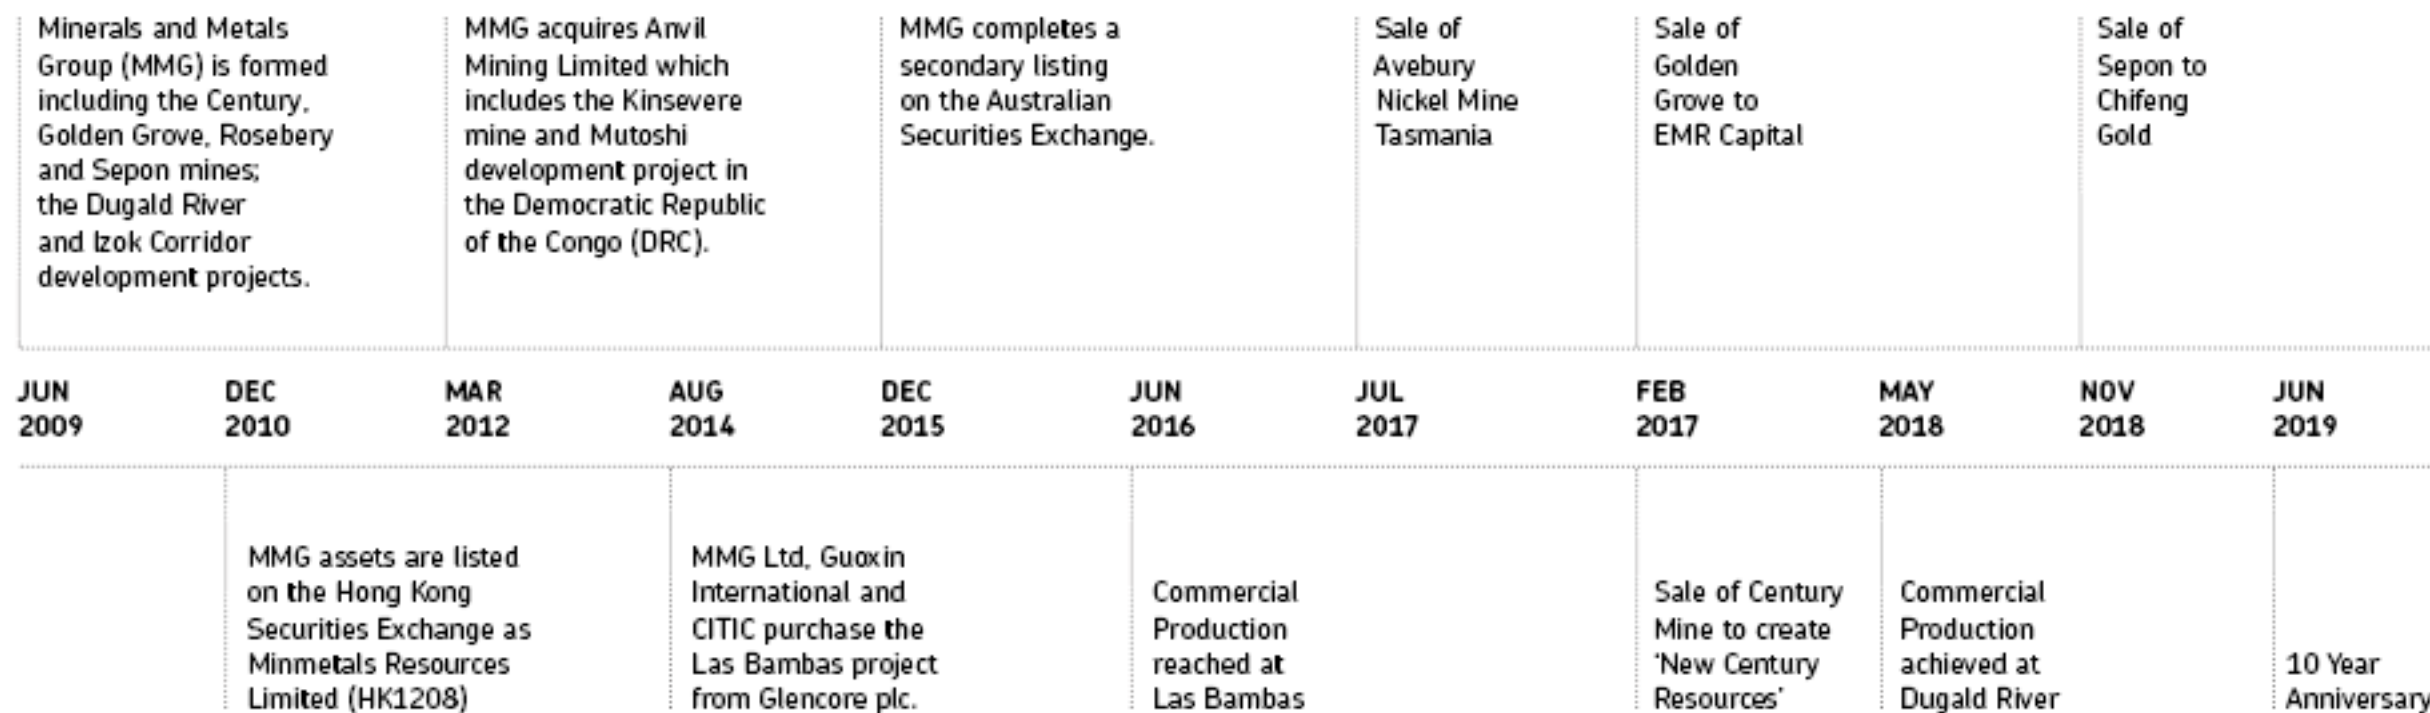 Minerals and Metals
Group (MMG) is formed
including the Century,
Golden Grove, Rosebery
and Sepon mines;
the Dugald River
and Izok Corridor
development projects.
MMG acquires Anvil
Mining Limited which
includes the Kinsevere
mine and Mutoshi
development project in
the Democratic Republic
of the Congo (DRC).
MMG completes a
secondary listing
on the Australian
Securities Exchange.
Sale of
Avebury
Nickel Mine
Tasmania
Sale of
Golden
Grove to
EMR Capital
Sale of
Sepon to
Chifeng
Gold
JUN
2009
DEC
2010
MAR
2012
AUG
2014
DEC
2015
JUN
2016
JUL
2017
FEB
2017
MAY
2018
NOV
2018
JUN
2019
MMG assets are listed
on the Hong Kong
Securities Exchange as
Minmetals Resources
Limited (HK1208)
MMG Ltd, Guoxin
International and
CITIC purchase the
Las Bambas project
from Glencore plc.
Commercial
Production
reached at
Las Bambas
Sale of Century
Mine to create
'New Century
Resources'
Commercial
Production
achieved at
Dugald River
10 Year
Anniversary